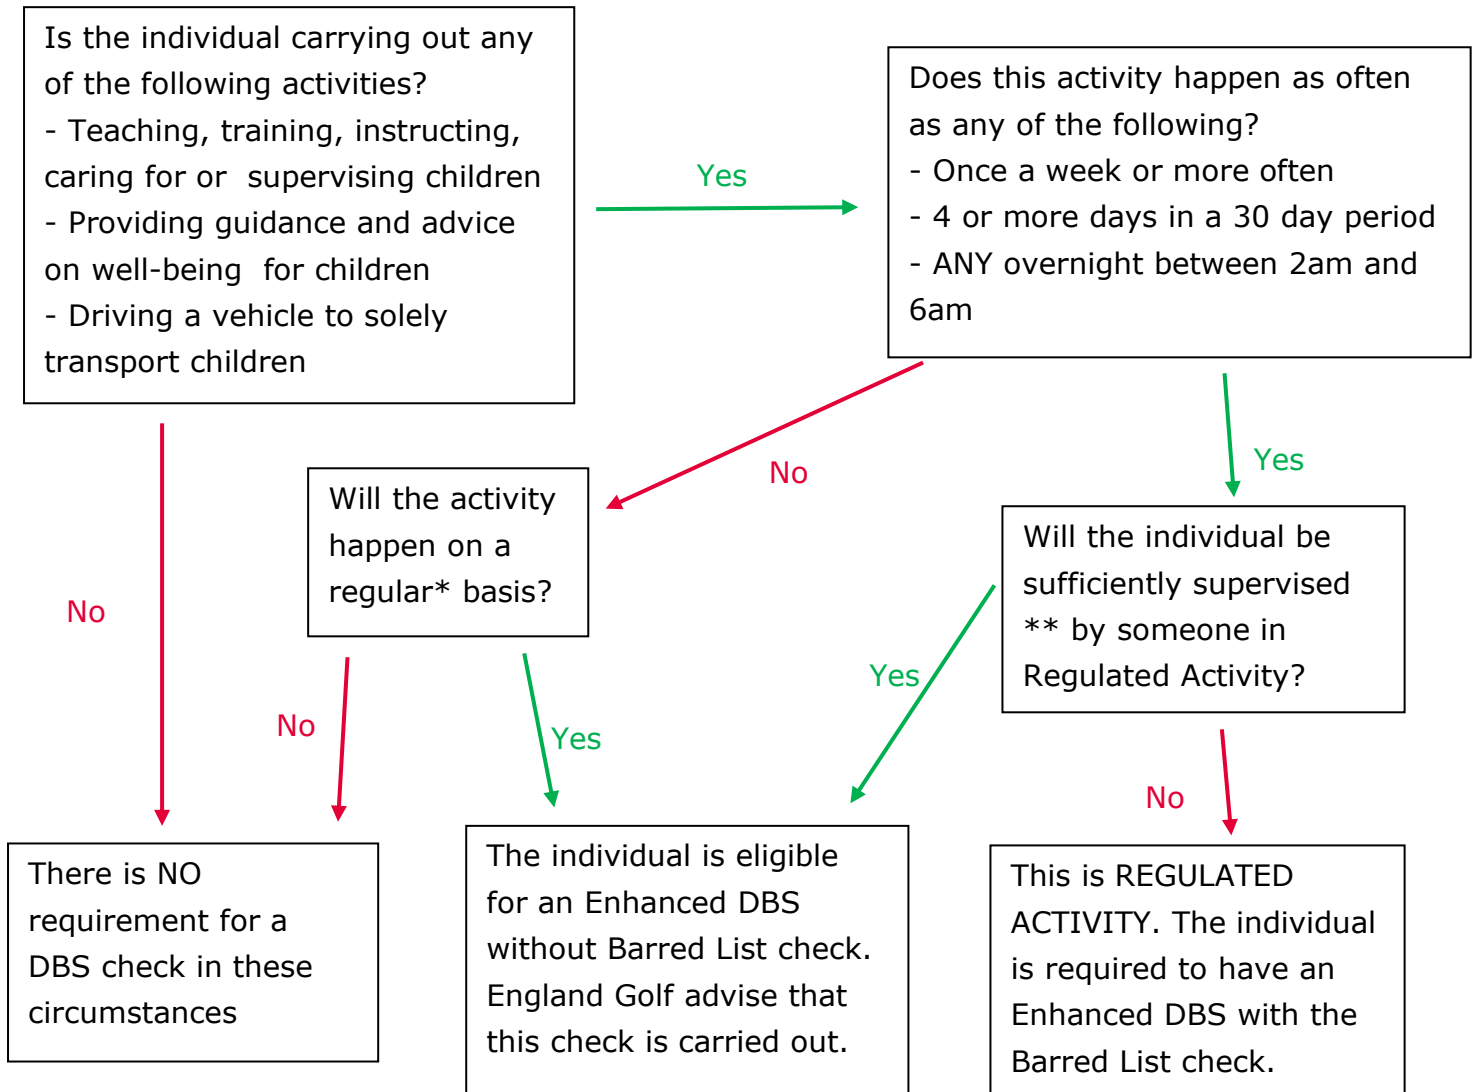 Is the individual carrying out any
of the following activities?
- Teaching, training, instructing,
caring for or  supervising children
- Providing guidance and advice
on well-being  for children
- Driving a vehicle to solely
transport children
Yes
Does this activity happen as often
as any of the following?
- Once a week or more often
- 4 or more days in a 30 day period
- ANY overnight between 2am and
6am
No
No
Yes
Will the activity
happen on a
regular* basis?
Will the individual be
sufficiently supervised
** by someone in
Regulated Activity?
No
Yes
Yes
No
There is NO
requirement for a
DBS check in these
circumstances
The individual is eligible
for an Enhanced DBS
without Barred List check.
England Golf advise that
this check is carried out.
This is REGULATED
ACTIVITY. The individual
is required to have an
Enhanced DBS with the
Barred List check.